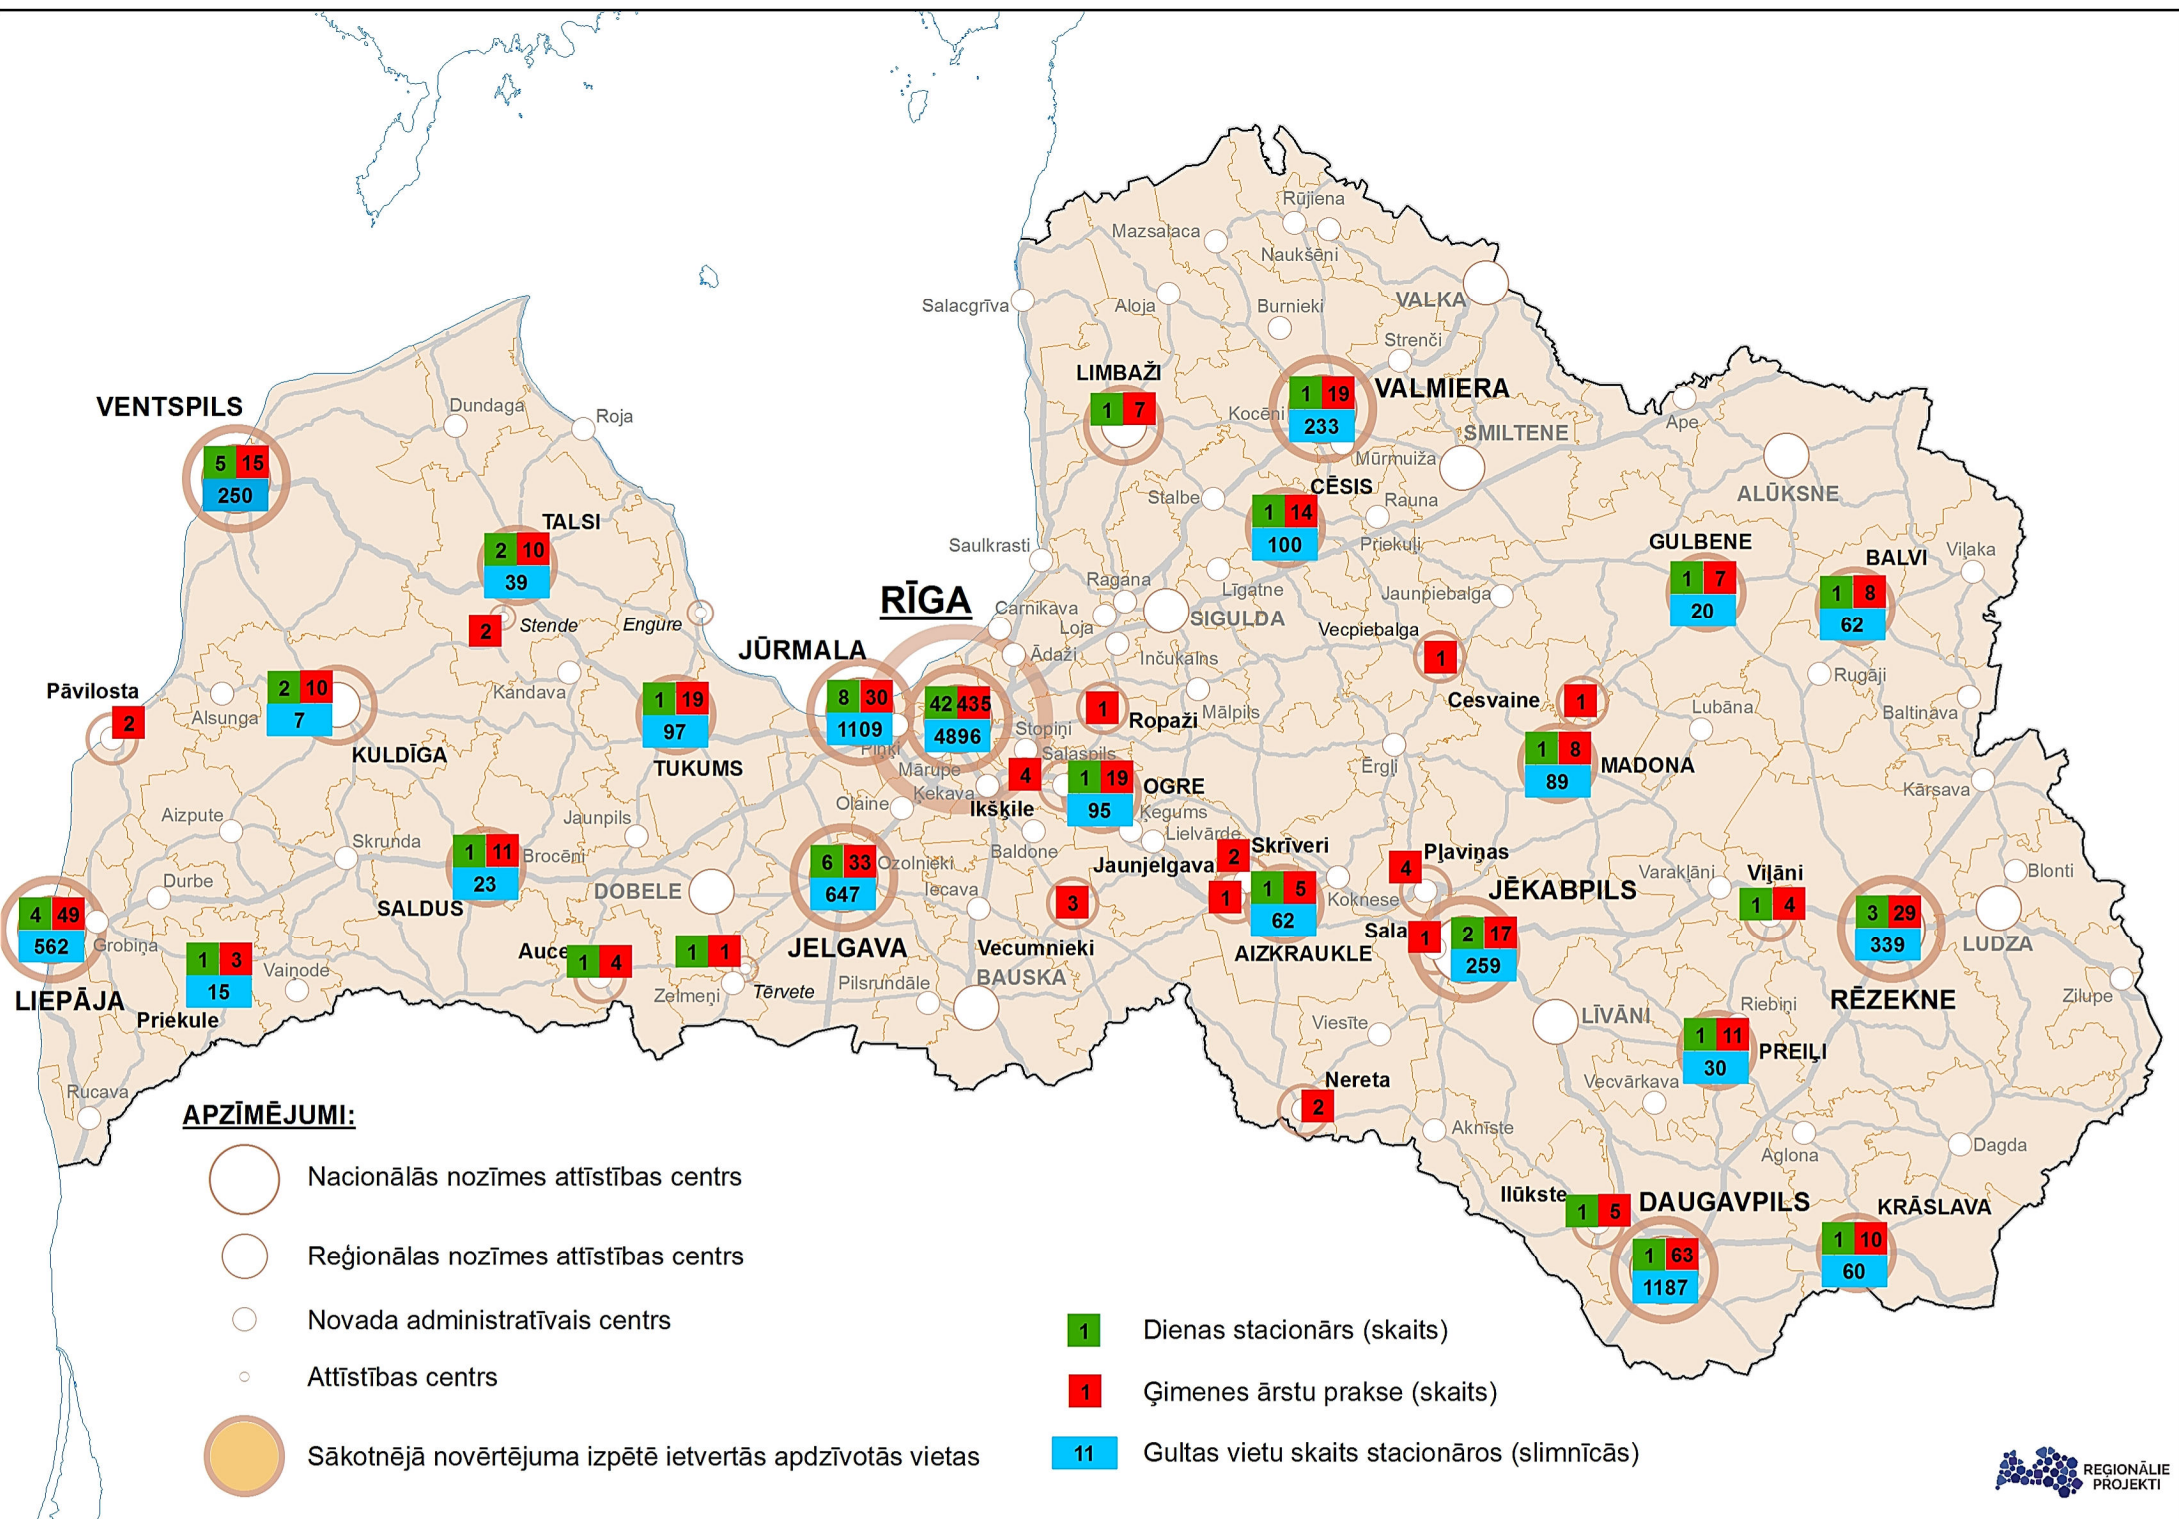 Rūjiena
Mazsalaca
Naukšēni
Salacgrīva
Aloja
Burnieki
VALKA
Strenči
LIMBAŽI
1 7
VALMIERA
1 19
233
Kocēni
Mūrmuiža
SMILTENE
Ape
ALŪKSNE
VENTSPILS
5 15
250
Dundaga
Roja
TALSI
2 10
39
Stende
2
Engure
Stalbe
CĒSIS
1 14
100
Rauna
Priekuļi
Saulkrasti
GULBENE
1 7
20
BALVI
1 8
62
Viļaka
RĪGA
42 435
4896
Carnikava
Ragana
Loja
Līgatne
SIGULDA
Jaunpiebalga
Vecpiebalga
1
Ādaži
Inčukalns
JŪRMALA
8 30
1109
Piņķi
Rugāji
Pāvilosta
2
Alsunga
2 10
7
KULDĪGA
Kandava
1 19
97
TUKUMS
1
Ropaži
Mālpils
Cesvaine
1
Lubāna
Baltinava
Stopiņi
Salaspils
Mārupe
Ķekava
4
Ikšķile
1 19
95
OGRE
Ķegums
Lielvārde
Ērgļi
1 8
89
MADONA
Kārsava
Aizpute
Skrunda
Jaunpils
Olaine
Baldone
1 11
23
Brocēni
SALDUS
DOBELE
6 33
647
Ozolnieki
JELGAVA
Iecava
Jaunjelgava
2
Skrīveri
1
1 5
62
AIZKRAUKLE
Koknese
4
Pļaviņas
JĒKABPILS
Sala
1
2 17
259
Varakļāni
Viļāni
1 4
Blonti
Durbe
4 49
562
Grobiņa
LIEPĀJA
1 3
15
Priekule
Vaiņode
Auce
1 4
1 1
Zelmeņi
Tērvete
3
Vecumnieki
BAUSKA
Pilsrundāle
3 29
339
RĒZEKNE
LUDZA
Zilupe
Viesīte
LĪVĀNI
Riebiņi
1 11
30
PREIĻI
Vecvārkava
Rucava
Nereta
2
Aknīste
Aglona
Dagda
Ilūkste
1 5
DAUGAVPILS
1 63
1187
KRĀSLAVA
1 10
60
APZĪMĒJUMI:
Nacionālās nozīmes attīstības centrs
Reģionālas nozīmes attīstības centrs
Novada administratīvais centrs
Attīstības centrs
Sākotnējā novērtējuma izpētē ietvertās apdzīvotās vietas
1 Dienas stacionārs (skaits)
1 Ģimenes ārstu prakse (skaits)
11 Gultas vietu skaits stacionāros (slimnīcās)
REĢIONĀLIE
PROJEKTI